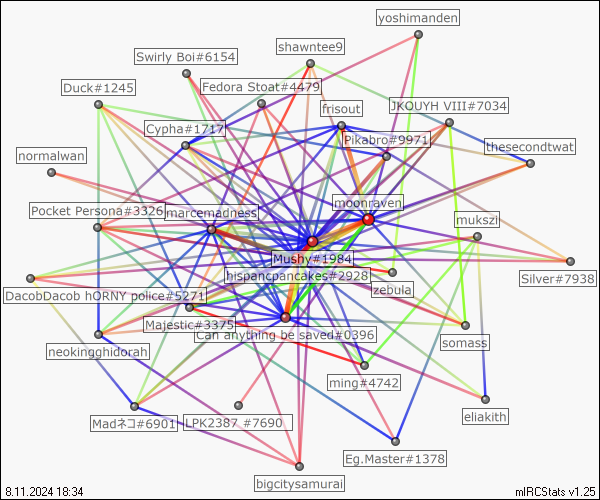 yoshimanden
shawntee9
Swirly Boi#6154
Duck#1245
Fedora Stoat#4479
frisout
JKOUYH VIII#7034
Cypha#1717
Pikabro#9971
thesecondtwat
normalwan
moonraven
Pocket Persona#3326
marcemadness
mukszi
Mushy#1984
hispancpancakes#2928
Silver#7938
zebula
DacobDacob hORNY police#5271
Majestic#3375
Can anything be saved#0396
somass
neokingghidorah
ming#4742
eliakith
Madネコ#6901
LPK2387 #7690
Eg.Master#1378
bigcitysamurai
8.11.2024 18:34
mIRCStats v1.25